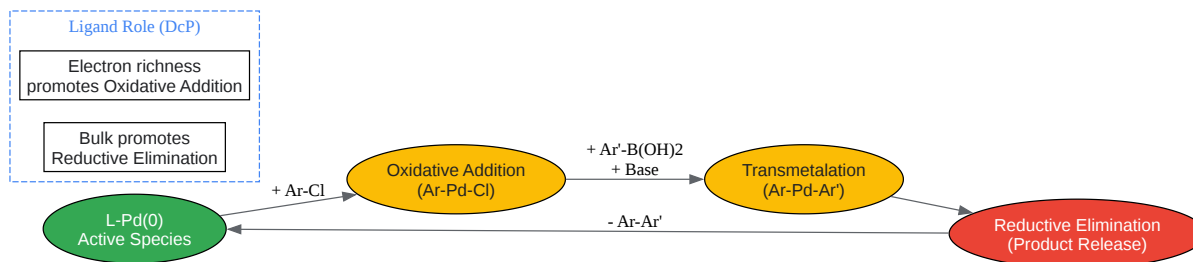 Ligand Role (DcP)
Electron richness
promotes Oxidative Addition
Bulk promotes
Reductive Elimination
L-Pd(0)
Active Species
+ Ar-Cl
Oxidative Addition
(Ar-Pd-Cl)
+ Ar'-B(OH)2
+ Base
Transmetalation
(Ar-Pd-Ar')
Reductive Elimination
(Product Release)
- Ar-Ar'